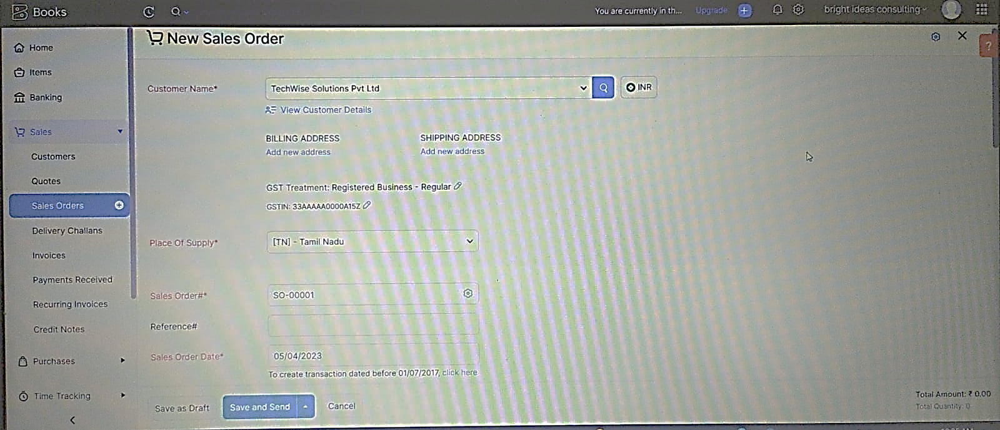 Books
You are currently in th... Upgrade bright ideas consulting
New Sales Order
?
Home
Items
Banking
Sales
Customers
Quotes
Sales Orders
Delivery Challans
Invoices
Payments Received
Recurring Invoices
Credit Notes
Purchases
Time Tracking
Customer Name* TechWise Solutions Pvt Ltd INR
View Customer Details
BILLING ADDRESS SHIPPING ADDRESS
Add new address Add new address
GST Treatment: Registered Business - Regular
GSTIN: 33AAAAA0000A15Z
Place Of Supply* [TN] - Tamil Nadu
Sales Order#* SO-00001
Reference#
Sales Order Date* 05/04/2023
To create transaction dated before 01/07/2017, click here
Save as Draft Save and Send Cancel
Total Amount: ₹ 0.00
Total Quantity: 0